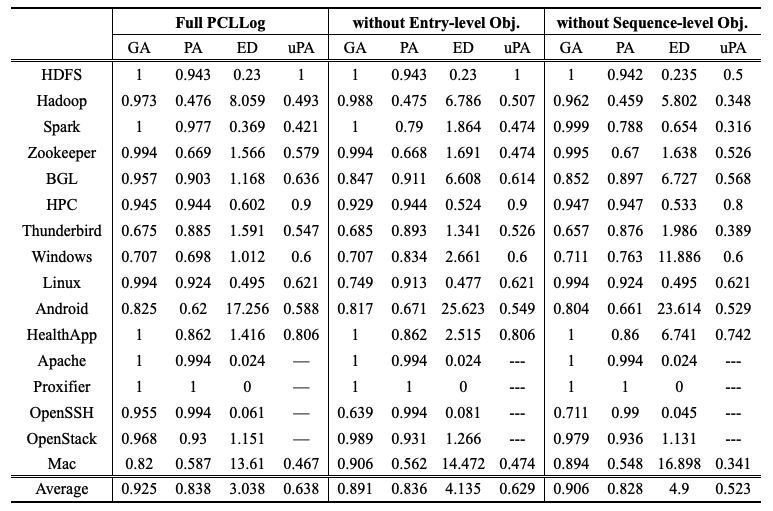 Full PCLLog without Entry-level Obj. without Sequence-level Obj.
GA PA ED uPA GA PA ED uPA GA PA ED uPA
HDFS 1 0.943 0.23 1 1 0.943 0.23 1 1 0.942 0.235 0.5
Hadoop 0.973 0.476 8.059 0.493 0.988 0.475 6.786 0.507 0.962 0.459 5.802 0.348
Spark 1 0.977 0.369 0.421 1 0.79 1.864 0.474 0.999 0.788 0.654 0.316
Zookeeper 0.994 0.669 1.566 0.579 0.994 0.668 1.691 0.474 0.995 0.67 1.638 0.526
BGL 0.957 0.903 1.168 0.636 0.847 0.911 6.608 0.614 0.852 0.897 6.727 0.568
HPC 0.945 0.944 0.602 0.9 0.929 0.944 0.524 0.9 0.947 0.947 0.533 0.8
Thunderbird 0.675 0.885 1.591 0.547 0.685 0.893 1.341 0.526 0.657 0.876 1.986 0.389
Windows 0.707 0.698 1.012 0.6 0.707 0.834 2.661 0.6 0.711 0.763 11.886 0.6
Linux 0.994 0.924 0.495 0.621 0.749 0.913 0.477 0.621 0.994 0.924 0.495 0.621
Android 0.825 0.62 17.256 0.588 0.817 0.671 25.623 0.549 0.804 0.661 23.614 0.529
HealthApp 1 0.862 1.416 0.806 1 0.862 2.515 0.806 1 0.86 6.741 0.742
Apache 1 0.994 0.024 — 1 0.994 0.024 --- 1 0.994 0.024 ---
Proxifier 1 1 0 — 1 1 0 --- 1 1 0 ---
OpenSSH 0.955 0.994 0.061 — 0.639 0.994 0.081 --- 0.711 0.99 0.045 ---
OpenStack 0.968 0.93 1.151 — 0.989 0.931 1.266 --- 0.979 0.936 1.131 ---
Mac 0.82 0.587 13.61 0.467 0.906 0.562 14.472 0.474 0.894 0.548 16.898 0.341
Average 0.925 0.838 3.038 0.638 0.891 0.836 4.135 0.629 0.906 0.828 4.9 0.523